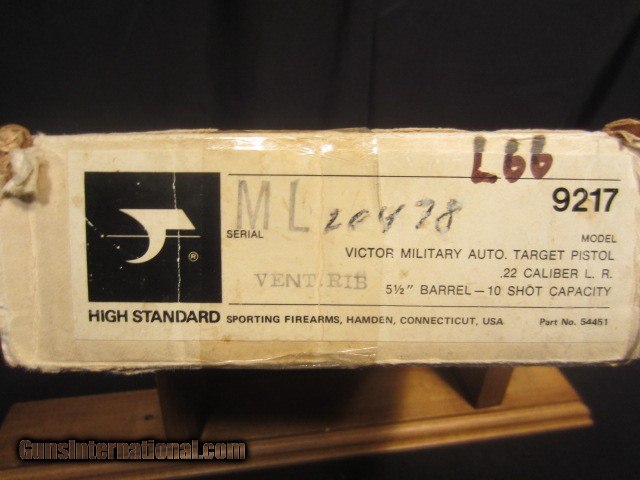 L66
9217
ML 20478
SERIAL
MODEL
VICTOR MILITARY AUTO. TARGET PISTOL
.22 CALIBER L. R.
VENT. RIB
5½" BARREL—10 SHOT CAPACITY
®
HIGH STANDARD SPORTING FIREARMS, HAMDEN, CONNECTICUT, USA
Part No. 54451
GunsInternational.com